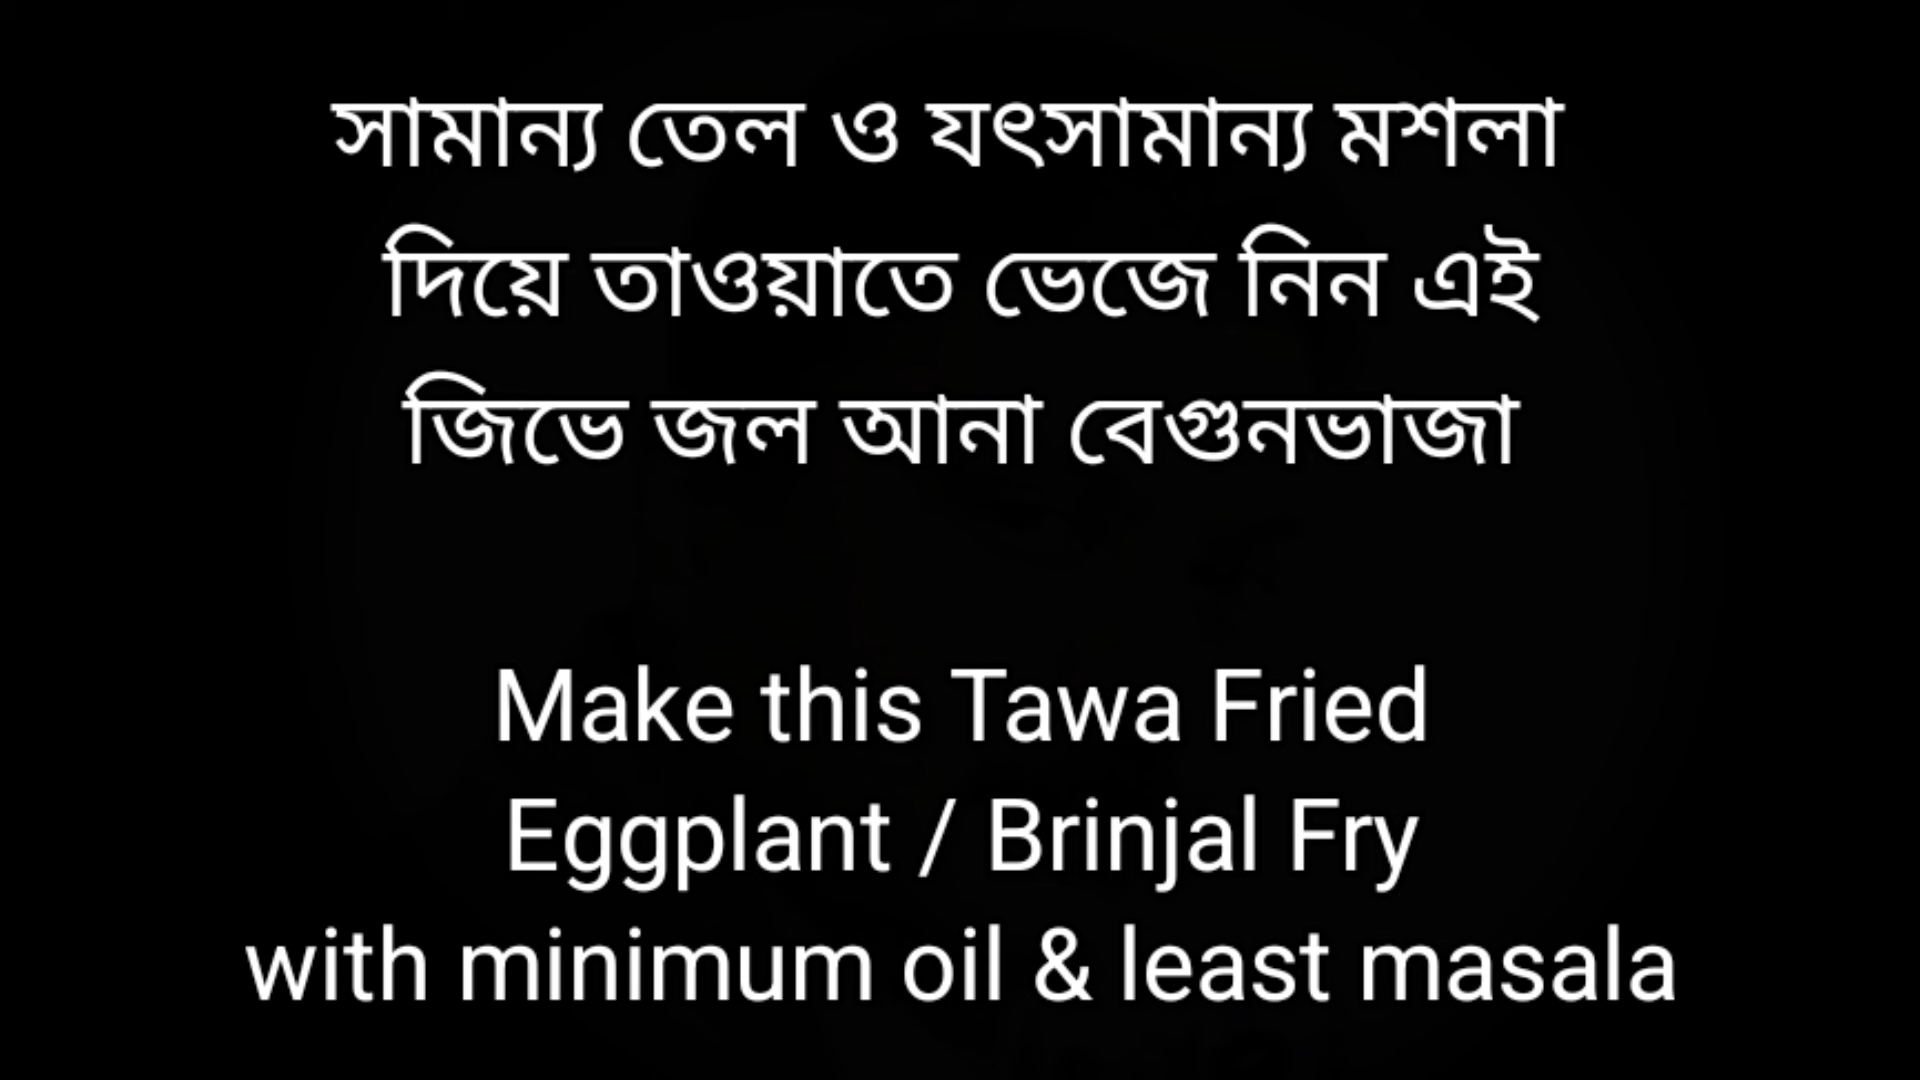 সামান্য তেল ও যৎসামান্য মশলা
দিয়ে তাওয়াতে ভেজে নিন এই
জিভে জল আনা বেগুনভাজা
Make this Tawa Fried
Eggplant / Brinjal Fry
with minimum oil & least masala